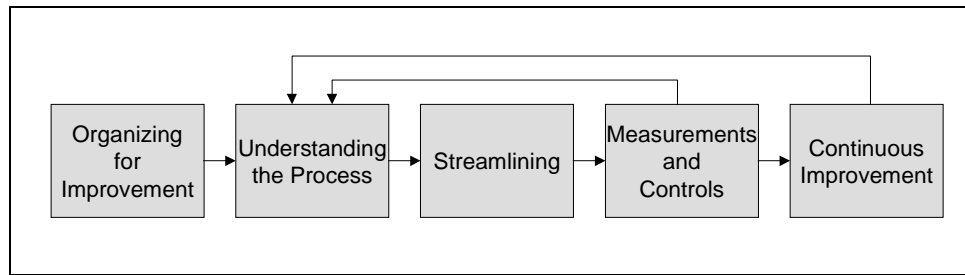 Organizing
for
Improvement
Understanding
the Process
Streamlining
Measurements
and
Controls
Continuous
Improvement